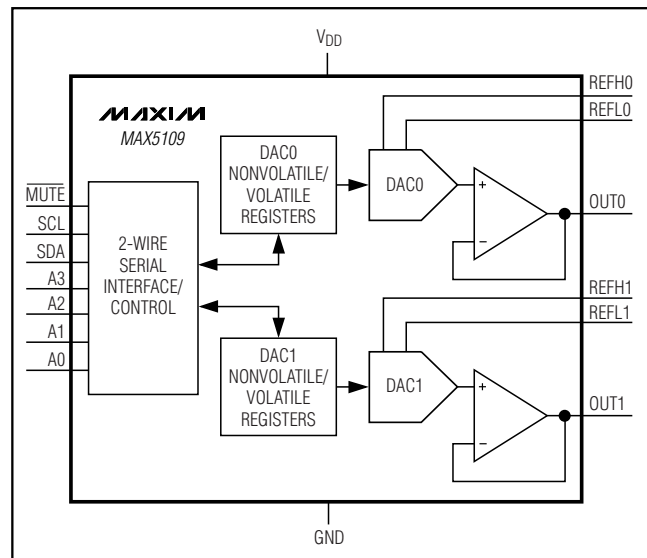 VDD
REFH0
REFL0
MAXIM
MAX5109
DAC0
NONVOLATILE/
VOLATILE
REGISTERS
DAC0
+
−
OUT0
MUTE
SCL
SDA
A3
A2
A1
A0
2-WIRE
SERIAL
INTERFACE/
CONTROL
REFH1
REFL1
DAC1
NONVOLATILE/
VOLATILE
REGISTERS
DAC1
+
−
OUT1
GND